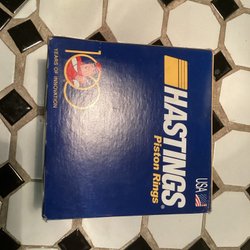 HASTINGS®
Piston Rings
USA
100
YEARS OF INNOVATION